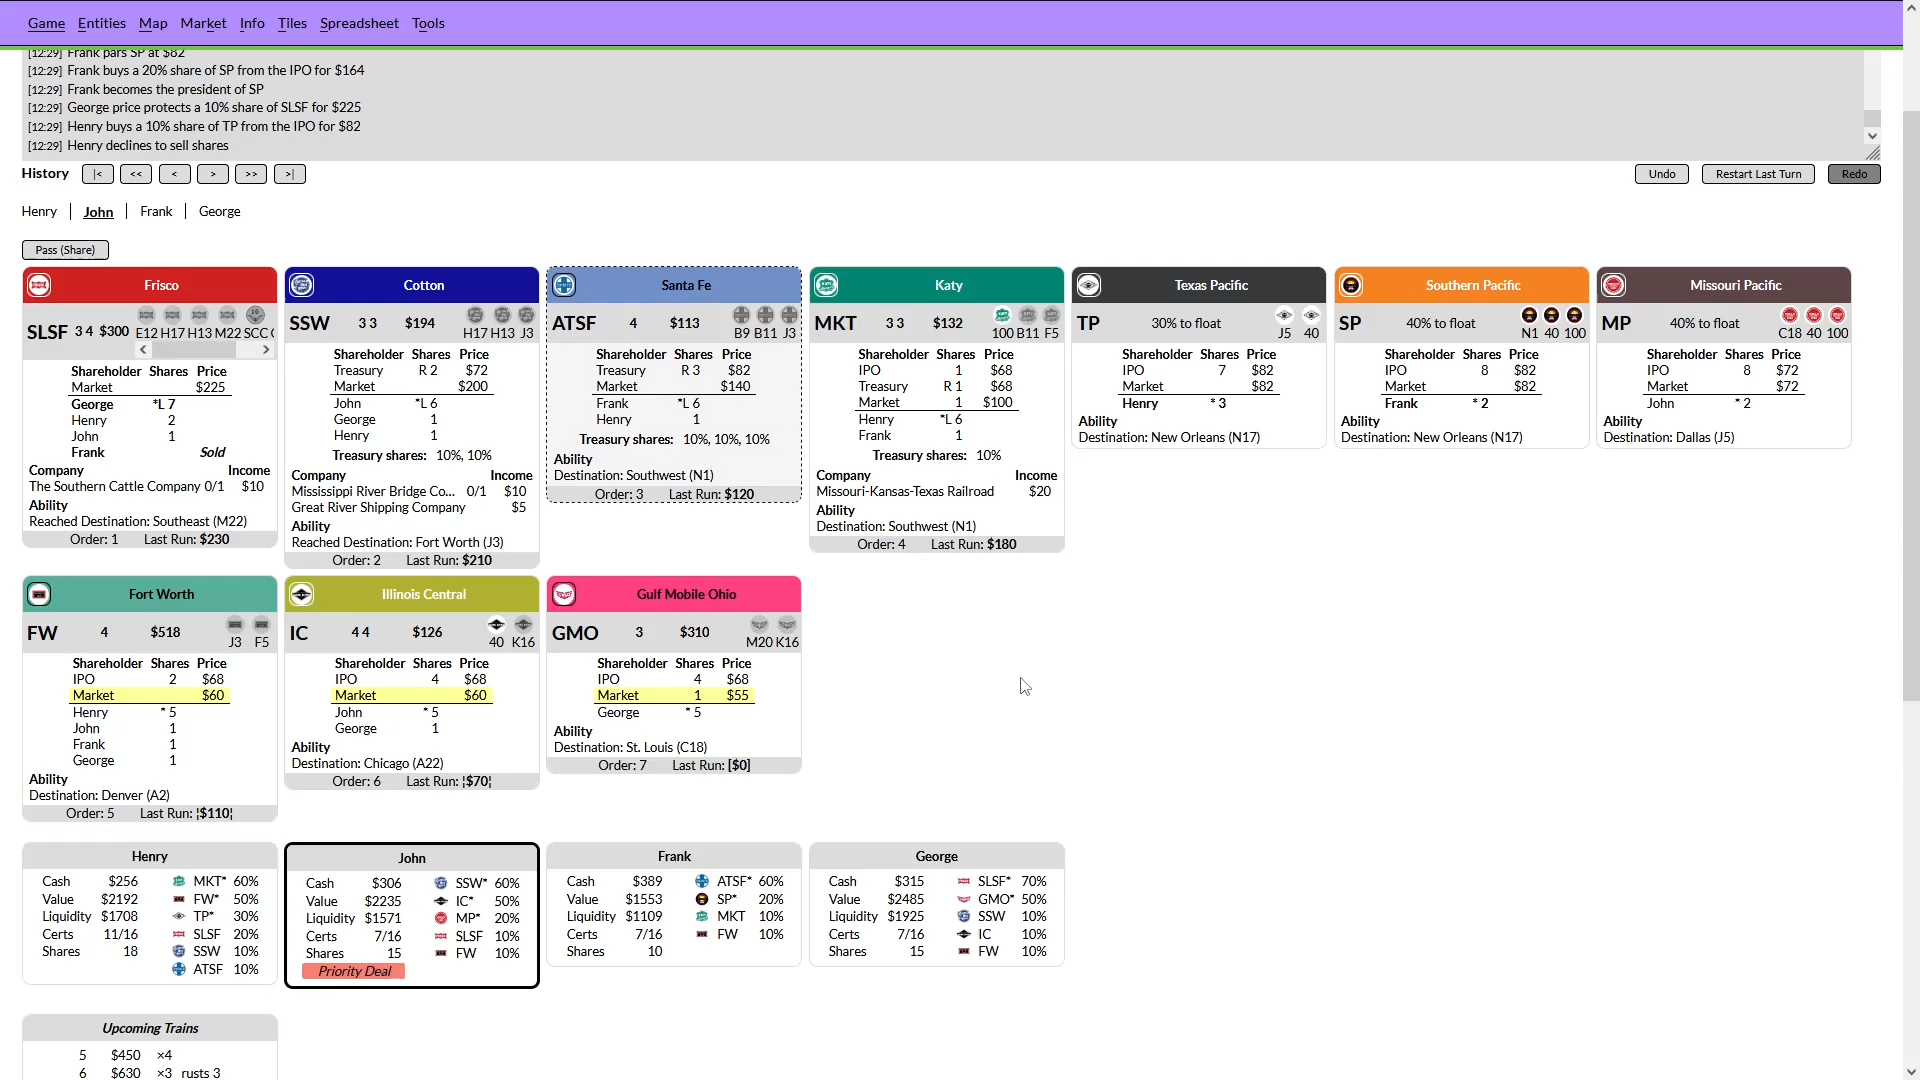 Game Entities Map Market Info Tiles Spreadsheet Tools
[12:29] Frank pars SP at $82
[12:29] Frank buys a 20% share of SP from the IPO for $164
[12:29] Frank becomes the president of SP
[12:29] George price protects a 10% share of SLSF for $225
[12:29] Henry buys a 10% share of TP from the IPO for $82
[12:29] Henry declines to sell shares
History |< << < > >> >| Undo Restart Last Turn Redo
Henry John Frank George
Pass (Share)
Frisco
SLSF 3 4 $300 E12 H17 H13 M22 SCC
Shareholder Shares Price
Market $225
George *L 7
Henry 2
John 1
Frank Sold
Company Income
The Southern Cattle Company 0/1 $10
Ability
Reached Destination: Southeast (M22)
Order: 1 Last Run: $230
Cotton
SSW 3 3 $194 H17 H13 J3
Shareholder Shares Price
Treasury R 2 $72
Market $200
John *L 6
George 1
Henry 1
Treasury shares: 10%, 10%
Company Income
Mississippi River Bridge Co... 0/1 $10
Great River Shipping Company $5
Ability
Reached Destination: Fort Worth (J3)
Order: 2 Last Run: $210
Santa Fe
ATSF 4 $113 B9 B11 J3
Shareholder Shares Price
Treasury R 3 $82
Market $140
Frank *L 6
Henry 1
Treasury shares: 10%, 10%, 10%
Ability
Destination: Southwest (N1)
Order: 3 Last Run: $120
Katy
MKT 3 3 $132 100 B11 F5
Shareholder Shares Price
IPO 1 $68
Treasury R 1 $68
Market 1 $100
Henry *L 6
Frank 1
Treasury shares: 10%
Company Income
Missouri-Kansas-Texas Railroad $20
Ability
Destination: Southwest (N1)
Order: 4 Last Run: $180
Texas Pacific
TP 30% to float J5 40
Shareholder Shares Price
IPO 7 $82
Market $82
Henry * 3
Ability
Destination: New Orleans (N17)
Southern Pacific
SP 40% to float N1 40 100
Shareholder Shares Price
IPO 8 $82
Market $82
Frank * 2
Ability
Destination: New Orleans (N17)
Missouri Pacific
MP 40% to float C18 40 100
Shareholder Shares Price
IPO 8 $72
Market $72
John * 2
Ability
Destination: Dallas (J5)
Fort Worth
FW 4 $518 J3 F5
Shareholder Shares Price
IPO 2 $68
Market $60
Henry * 5
John 1
Frank 1
George 1
Ability
Destination: Denver (A2)
Order: 5 Last Run: ¦$110¦
Illinois Central
IC 4 4 $126 40 K16
Shareholder Shares Price
IPO 4 $68
Market $60
John * 5
George 1
Ability
Destination: Chicago (A22)
Order: 6 Last Run: ¦$70¦
Gulf Mobile Ohio
GMO 3 $310 M20 K16
Shareholder Shares Price
IPO 4 $68
Market 1 $55
George * 5
Ability
Destination: St. Louis (C18)
Order: 7 Last Run: [$0]
Henry
Cash $256 MKT* 60%
Value $2192 FW* 50%
Liquidity $1708 TP* 30%
Certs 11/16 SLSF 20%
Shares 18 SSW 10%
ATSF 10%
John
Cash $306 SSW* 60%
Value $2235 IC* 50%
Liquidity $1571 MP* 20%
Certs 7/16 SLSF 10%
Shares 15 FW 10%
Priority Deal
Frank
Cash $389 ATSF* 60%
Value $1553 SP* 20%
Liquidity $1109 MKT 10%
Certs 7/16 FW 10%
Shares 10
George
Cash $315 SLSF* 70%
Value $2485 GMO* 50%
Liquidity $1925 SSW 10%
Certs 7/16 IC 10%
Shares 15 FW 10%
Upcoming Trains
5 $450 ×4
6 $630 ×3 rusts 3